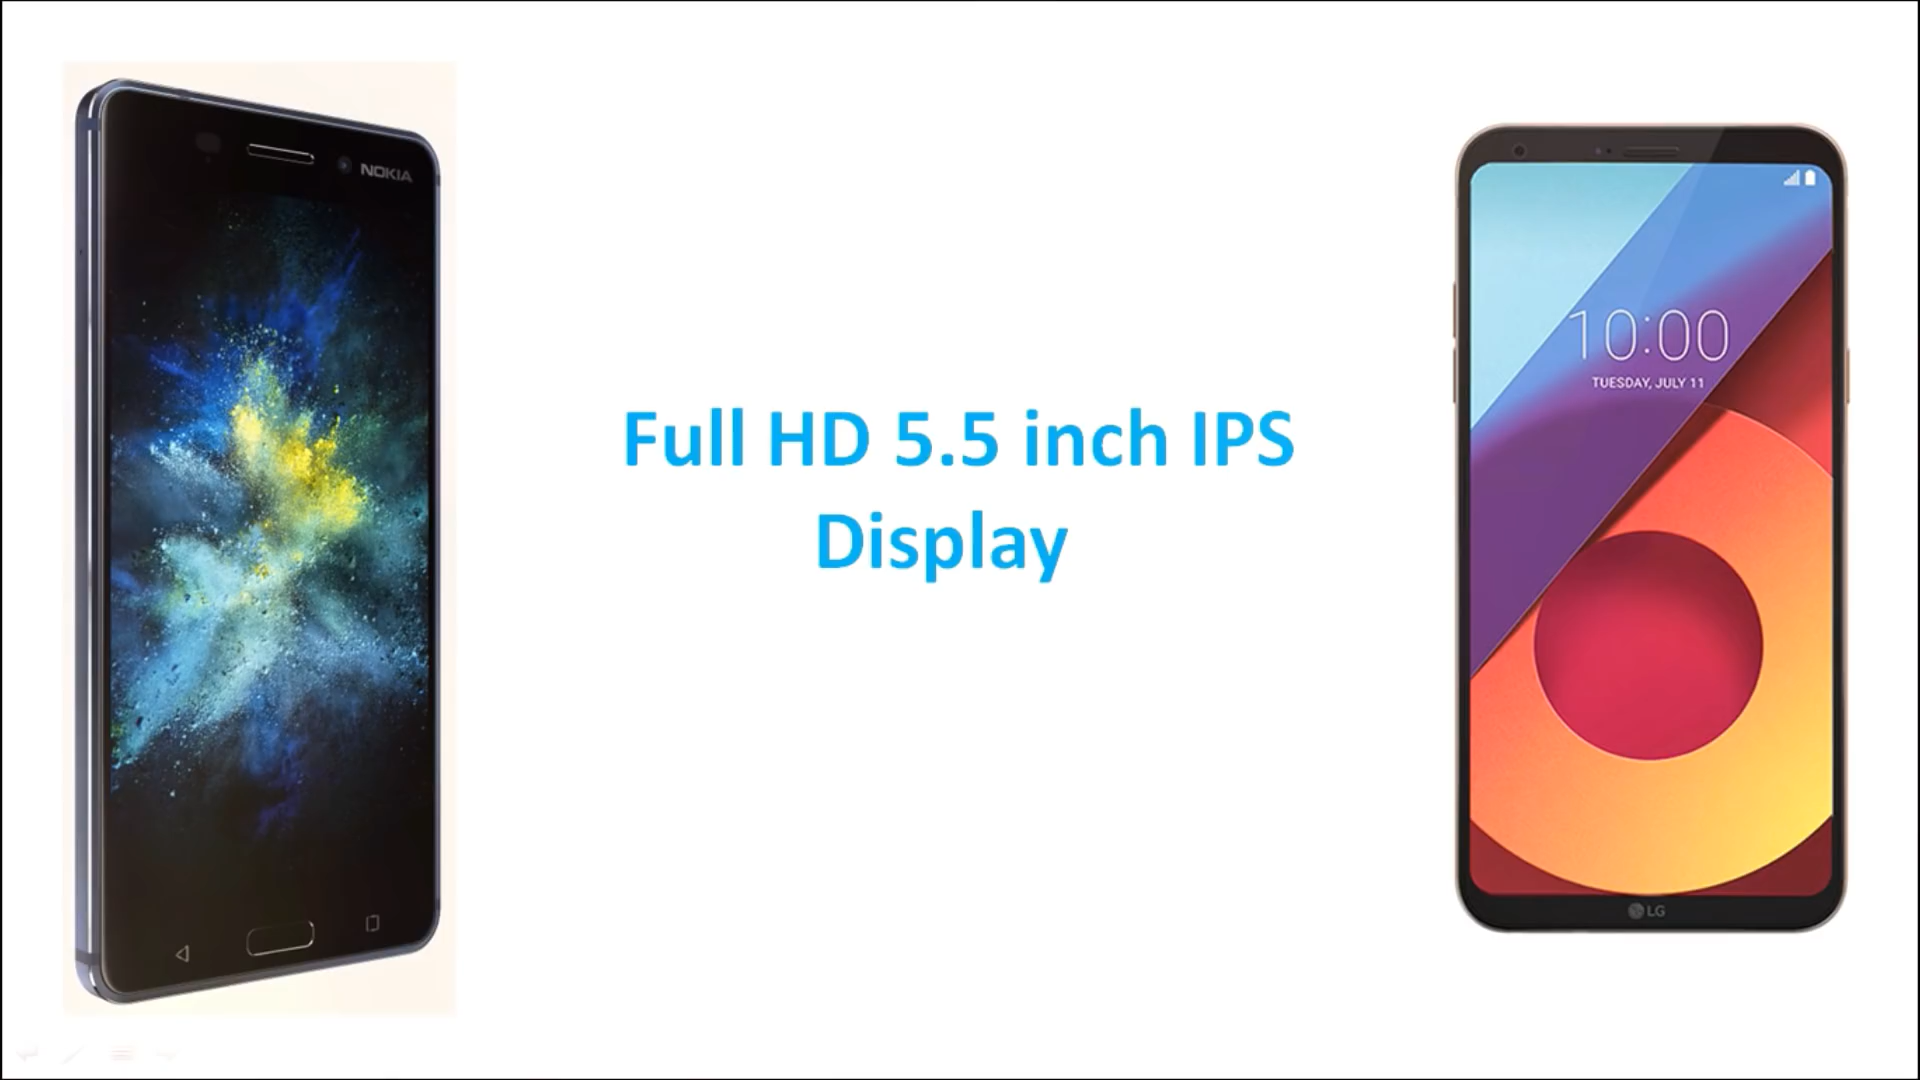 NOKIA
Full HD 5.5 inch IPS
Display
10:00
TUESDAY, JULY 11
LG